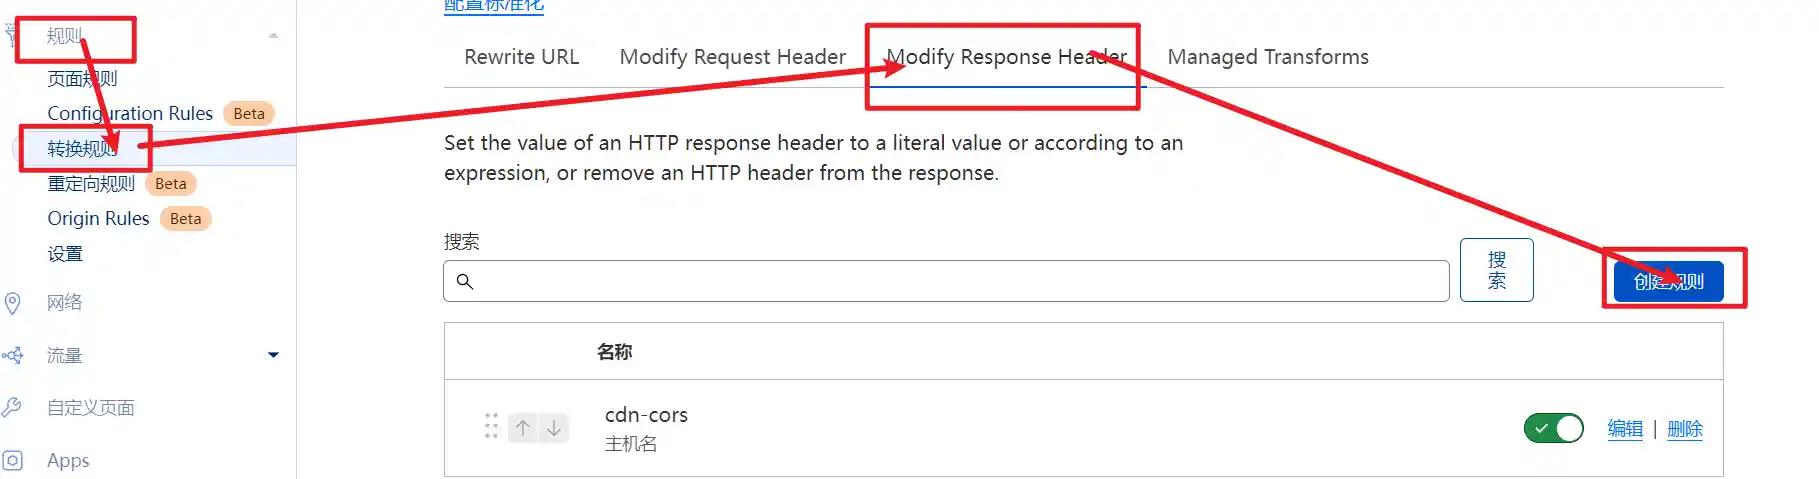 规则
页面规则
Configuration Rules Beta
转换规则
重定向规则 Beta
Origin Rules Beta
设置
网络
流量
自定义页面
Apps
配置标准化
Rewrite URL Modify Request Header Modify Response Header Managed Transforms
Set the value of an HTTP response header to a literal value or according to an
expression, or remove an HTTP header from the response.
搜索
搜
索
创建规则
名称
cdn-cors
主机名
编辑 | 删除